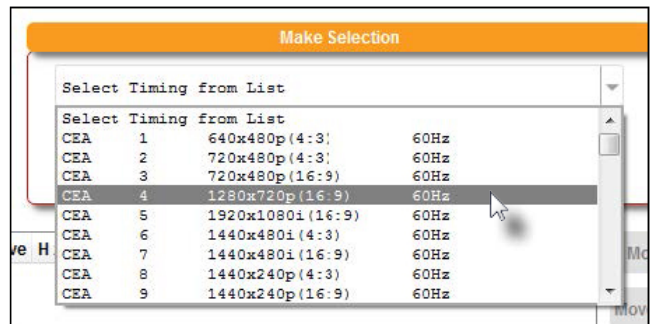 Make Selection
Select Timing from List
Select Timing from List
CEA 1 640x480p(4:3) 60Hz
CEA 2 720x480p(4:3) 60Hz
CEA 3 720x480p(16:9) 60Hz
CEA 4 1280x720p(16:9) 60Hz
CEA 5 1920x1080i(16:9) 60Hz
CEA 6 1440x480i(4:3) 60Hz
CEA 7 1440x480i(16:9) 60Hz
CEA 8 1440x240p(4:3) 60Hz
CEA 9 1440x240p(16:9) 60Hz
ve H
Mo
Mov